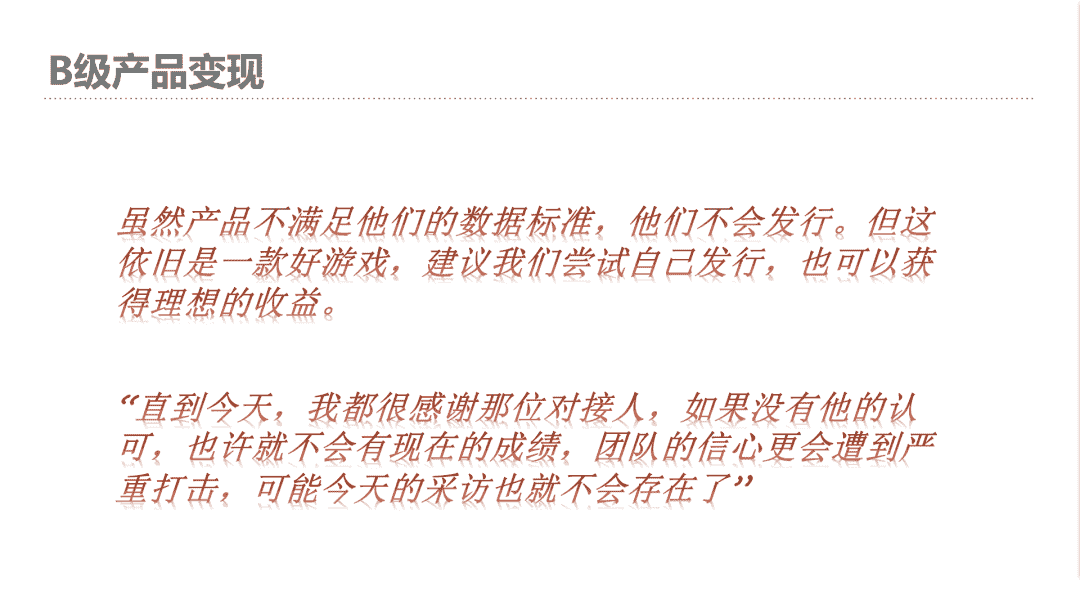 B级产品变现
虽然产品不满足他们的数据标准，他们不会发行。但这
依旧是一款好游戏，建议我们尝试自己发行，也可以获
得理想的收益。
“直到今天，我都很感谢那位对接人，如果没有他的认
可，也许就不会有现在的成绩，团队的信心更会遭到严
重打击，可能今天的采访也就不会存在了”